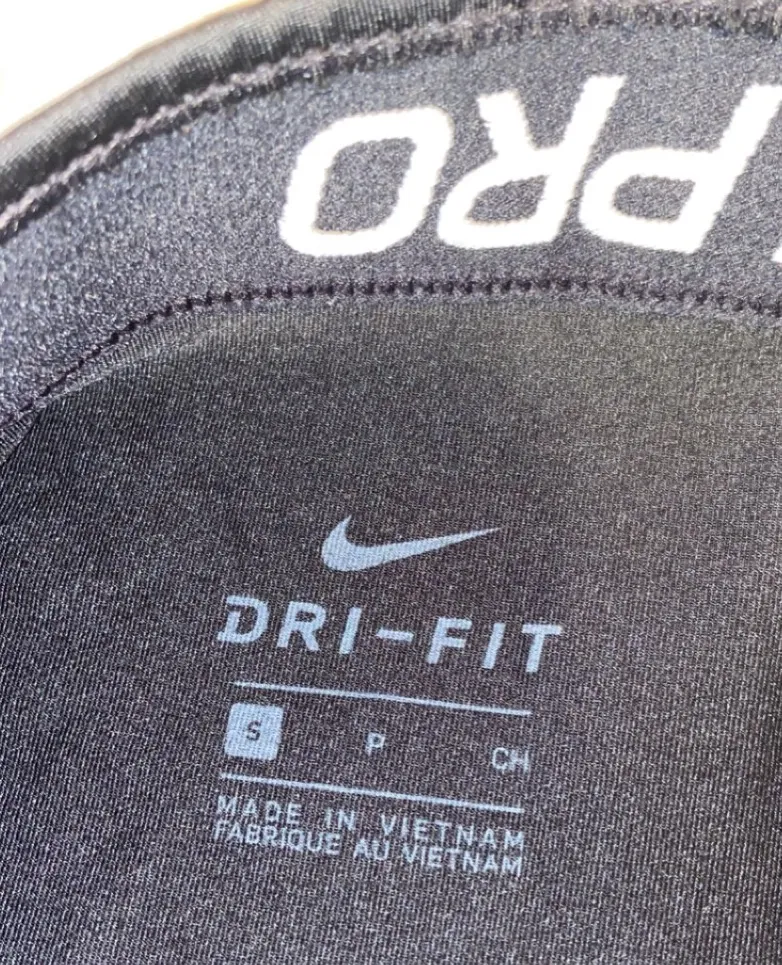 PRO
DRI-FIT
S P CH
MADE IN VIETNAM
FABRIQUE AU VIETNAM